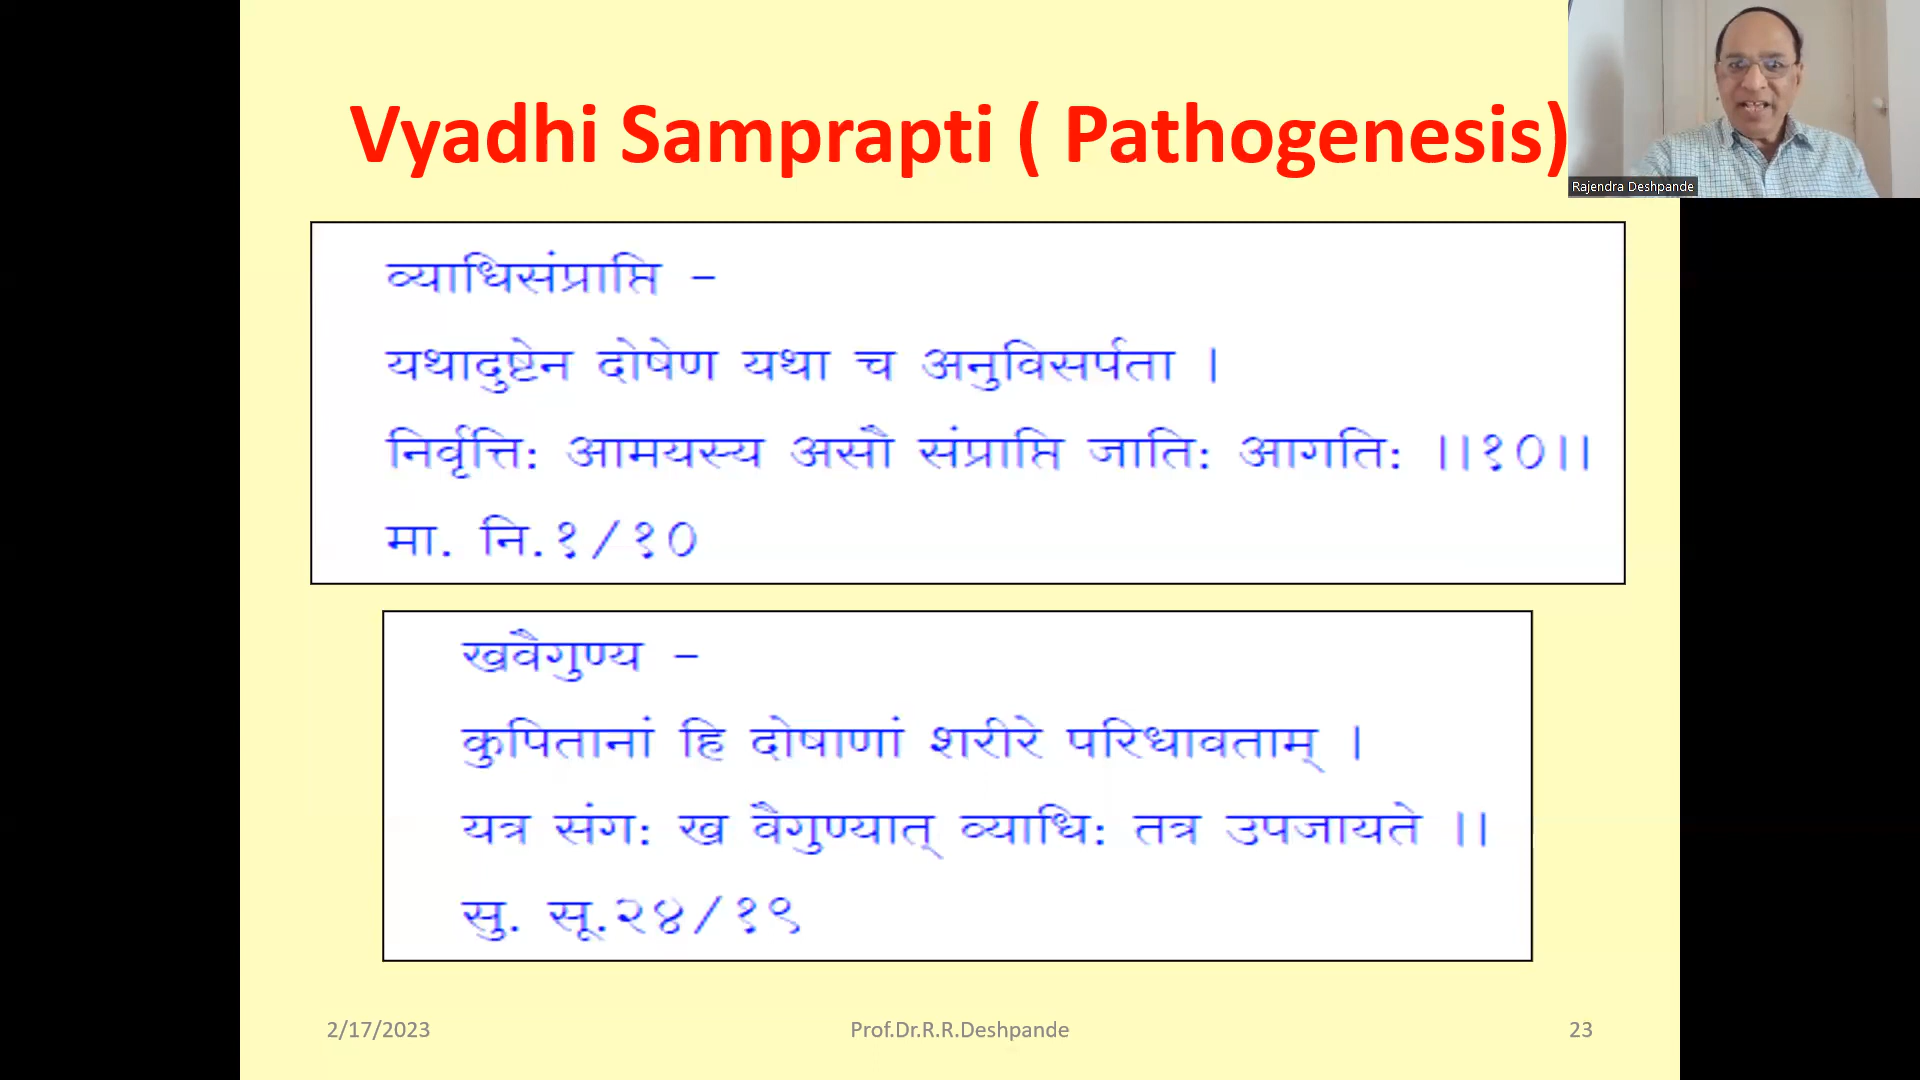 Vyadhi Samprapti ( Pathogenesis)
Rajendra Deshpande
व्याधिसंप्राप्ति -
यथादुष्टेन दोषेण यथा च अनुविसर्पता ।
निर्वृत्तिः आमयस्य असौ संप्राप्ति जातिः आगतिः ।।१०।।
मा. नि.१/१०
खवैगुण्य -
कुपितानां हि दोषाणां शरीरे परिधावताम् ।
यत्र संगः ख वैगुण्यात् व्याधिः तत्र उपजायते ।।
सु. सू.२४/१९
2/17/2023 Prof.Dr.R.R.Deshpande 23